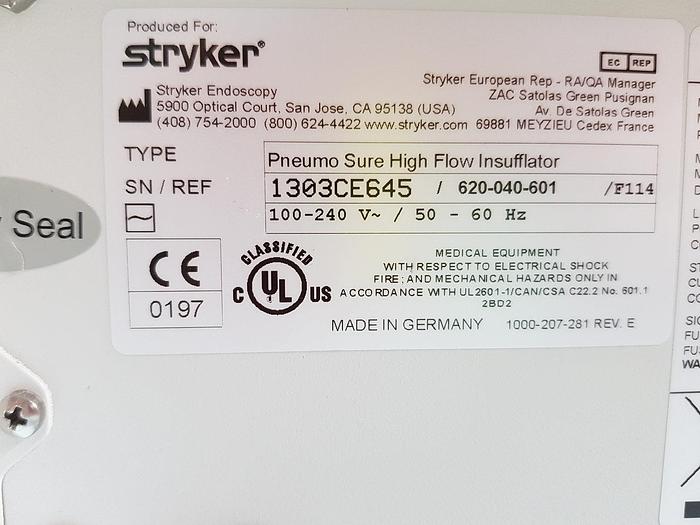 Produced For:
stryker®
EC REP
Stryker Endoscopy
5900 Optical Court, San Jose, CA 95138 (USA)
(408) 754-2000 (800) 624-4422 www.stryker.com
Stryker European Rep - RA/QA Manager
ZAC Satolas Green Pusignan
Av. De Satolas Green
69881 MEYZIEU Cedex France
TYPE
Pneumo Sure High Flow Insufflator
SN / REF
1303CE645 / 620-040-601 /F114
100-240 V~ / 50 - 60 Hz
CE
0197
CLASSIFIED
C UL US
MEDICAL EQUIPMENT
WITH RESPECT TO ELECTRICAL SHOCK
FIRE; AND MECHANICAL HAZARDS ONLY IN
ACCORDANCE WITH UL2601-1/CAN/CSA C22.2 No. 601.1
2BD2
MADE IN GERMANY 1000-207-281 REV. E
Seal